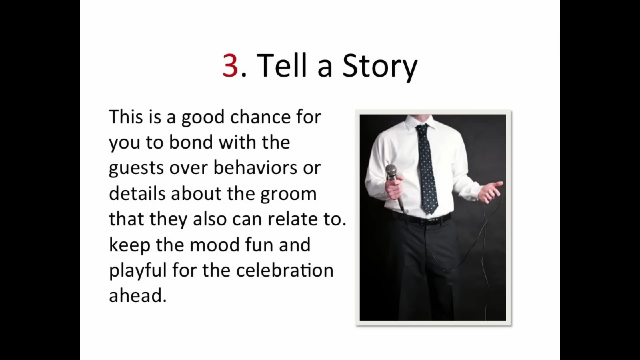 3. Tell a Story
This is a good chance for
you to bond with the
guests over behaviors or
details about the groom
that they also can relate to.
keep the mood fun and
playful for the celebration
ahead.